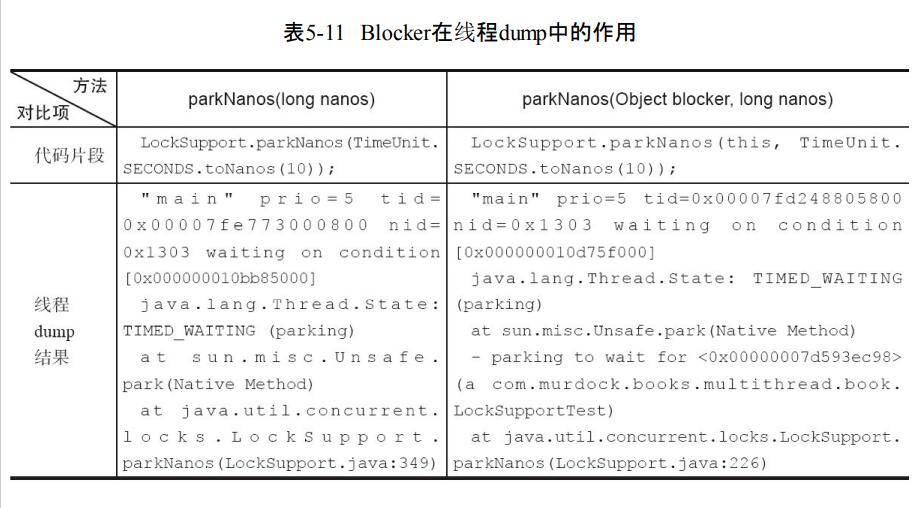 表5-11 Blocker在线程dump中的作用
方法
对比项
parkNanos(long nanos)
parkNanos(Object blocker, long nanos)
代码片段
LockSupport.parkNanos(TimeUnit.
SECONDS.toNanos(10));
LockSupport.parkNanos(this, TimeUnit.
SECONDS.toNanos(10));
线程
dump
结果
"main" prio=5 tid=
0x00007fe773000800 nid=
0x1303 waiting on condition
[0x000000010bb85000]
java.lang.Thread.State:
TIMED_WAITING (parking)
at sun.misc.Unsafe.
park(Native Method)
at java.util.concurrent.
locks.LockSupport.
parkNanos(LockSupport.java:349)
"main" prio=5 tid=0x00007fd248805800
nid=0x1303 waiting on condition
[0x000000010d75f000]
java.lang.Thread.State: TIMED_WAITING
(parking)
at sun.misc.Unsafe.park(Native Method)
- parking to wait for <0x00000007d593ec98>
(a com.murdock.books.multithread.book.
LockSupportTest)
at java.util.concurrent.locks.LockSupport.
parkNanos(LockSupport.java:226)